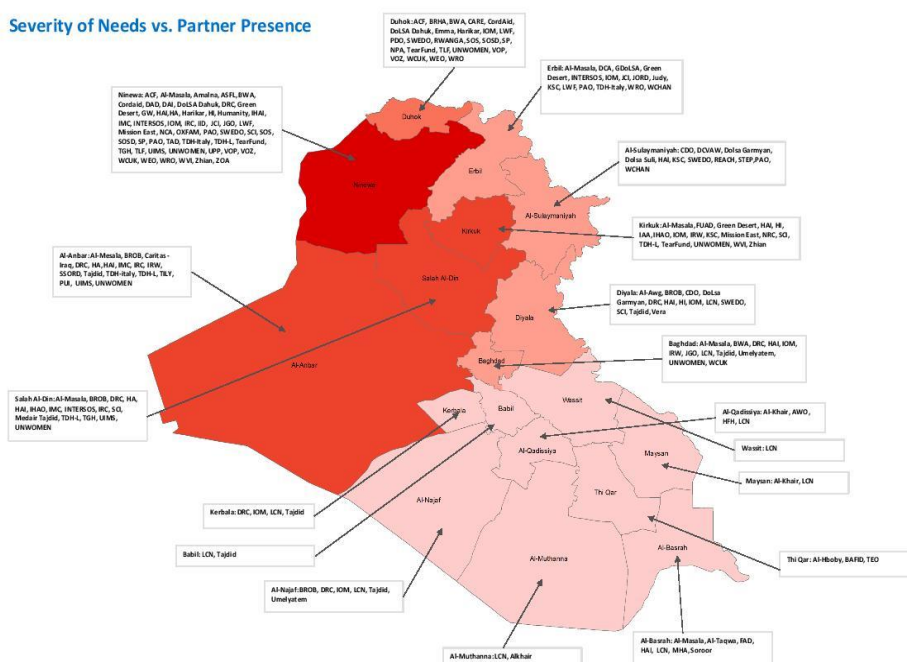 Severity of Needs vs. Partner Presence
Duhok:ACF, BRHA, BWA, CARE, CordAid,
DoLSA Dahuk, Emma, Harikar, IOM, LWF,
PDO, SWEDO, RWANGA, SOS, SOSD, SP,
NPA, TearFund, TLF, UNWOMEN, VOP,
VOZ, WCUK, WEO, WRO
Erbil: Al-Masala, DCA, GDoLSA, Green
Desert, INTERSOS, IOM, JCI, JORD, Judy,
KSC, LWF, PAO, TDH-Italy, WRO, WCHAN
Ninewa: ACF, Al-Masala, Amalna, ASFL, BWA,
Cordaid, DAD, DAI, DoLSA Dahuk, DRC, Green
Desert, GW, HAI,HA, Harikar, HI, Humanity, IHAI,
IMC, INTERSOS, IOM, IRC, IID, JCI, JGO, LWF,
Mission East, NCA, OXFAM, PAO, SWEDO, SCI, SOS,
SOSD, SP, PAO, TAD, TDH-Italy, TDH-L, TearFund,
TGH, TLF, UIMS, UNWOMEN, UPP, VOP, VOZ,
WCUK, WEO, WRO, WVI, Zhian, ZOA
Al-Sulaymaniyah: CDO, DCVAW, Dolsa Garmyan,
Dolsa Suli, HAI, KSC, SWEDO, REACH, STEP,PAO,
WCHAN
Kirkuk: Al-Masala,FUAD, Green Desert, HAI, HI,
IAA,IHAO, IOM, IRW, KSC, Mission East, NRC, SCI,
TDH-L, TearFund, UNWOMEN, WVI, Zhian
Al-Anbar: Al-Mesala, BROB, Caritas-
Iraq, DRC, HA, HAI, IMC, IRC, IRW,
SSORD, Tajdid, TDH-italy, TDH-L, TILY,
PUI, UIMS, UNWOMEN
Diyala: Al-Awg, BROB, CDO, DoLsa
Garmyan, DRC, HAI, HI, IOM, LCN, SWEDO,
SCI, Tajdid, Vera
Baghdad: Al-Masala, BWA, DRC, HAI, IOM,
IRW, JGO, LCN, Tajdid, Umelyatem,
UNWOMEN, WCUK
Salah Al-Din: Al-Masala, BROB, DRC, HA,
HAI, IHAO, IMC, INTERSOS, IRC, SCI,
Medair Tajdid, TDH-L, TGH, UIMS,
UNWOMEN
Al-Qadissiya: Al-Khair, AWO,
HFH, LCN
Wassit: LCN
Maysan: Al-Khair, LCN
Kerbala: DRC, IOM, LCN, Tajdid
Babil: LCN, Tajdid
Thi Qar: Al-Hboby, BAFID, TEO
Al-Najaf:BROB, DRC, IOM, LCN, Tajdid,
Umelyatem
Al-Basrah: Al-Masala, Al-Taqwa, FAD,
HAI, LCN, MHA, Soroor
Al-Muthanna: LCN, Alkhair
Duhok
Ninewa
Erbil
Al-Sulaymaniyah
Kirkuk
Salah Al-Din
Diyala
Al-Anbar
Baghdad
Kerbala
Babil
Wassit
Al-Qadissiya
Maysan
Al-Najaf
Thi Qar
Al-Muthanna
Al-Basrah